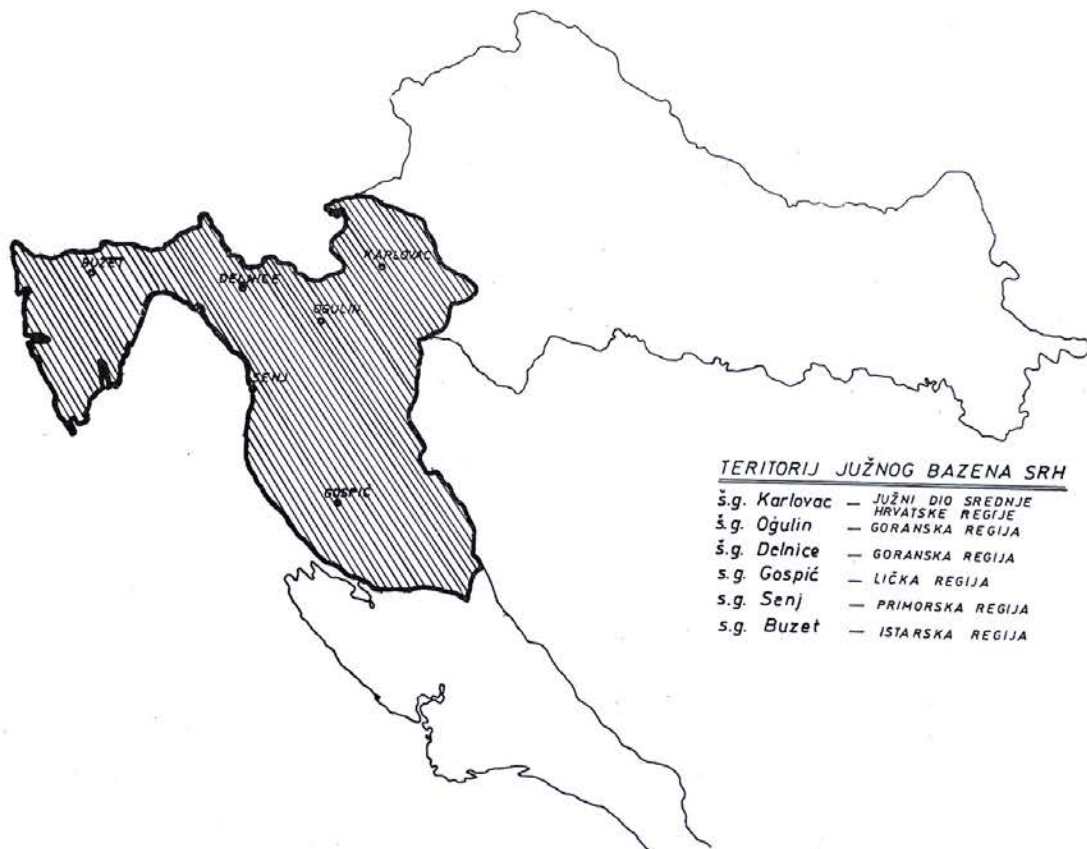 BUZET
DELNICE
KARLOVAC
OGULIN
SENJ
GOSPIĆ
TERITORIJ JUŽNOG BAZENA SRH
š.g. Karlovac — JUŽNI DIO SREDNJE
HRVATSKE REGIJE
š.g. Ogulin — GORANSKA REGIJA
š.g. Delnice — GORANSKA REGIJA
s.g. Gospić — LIČKA REGIJA
s.g. Senj — PRIMORSKA REGIJA
s.g. Buzet — ISTARSKA REGIJA